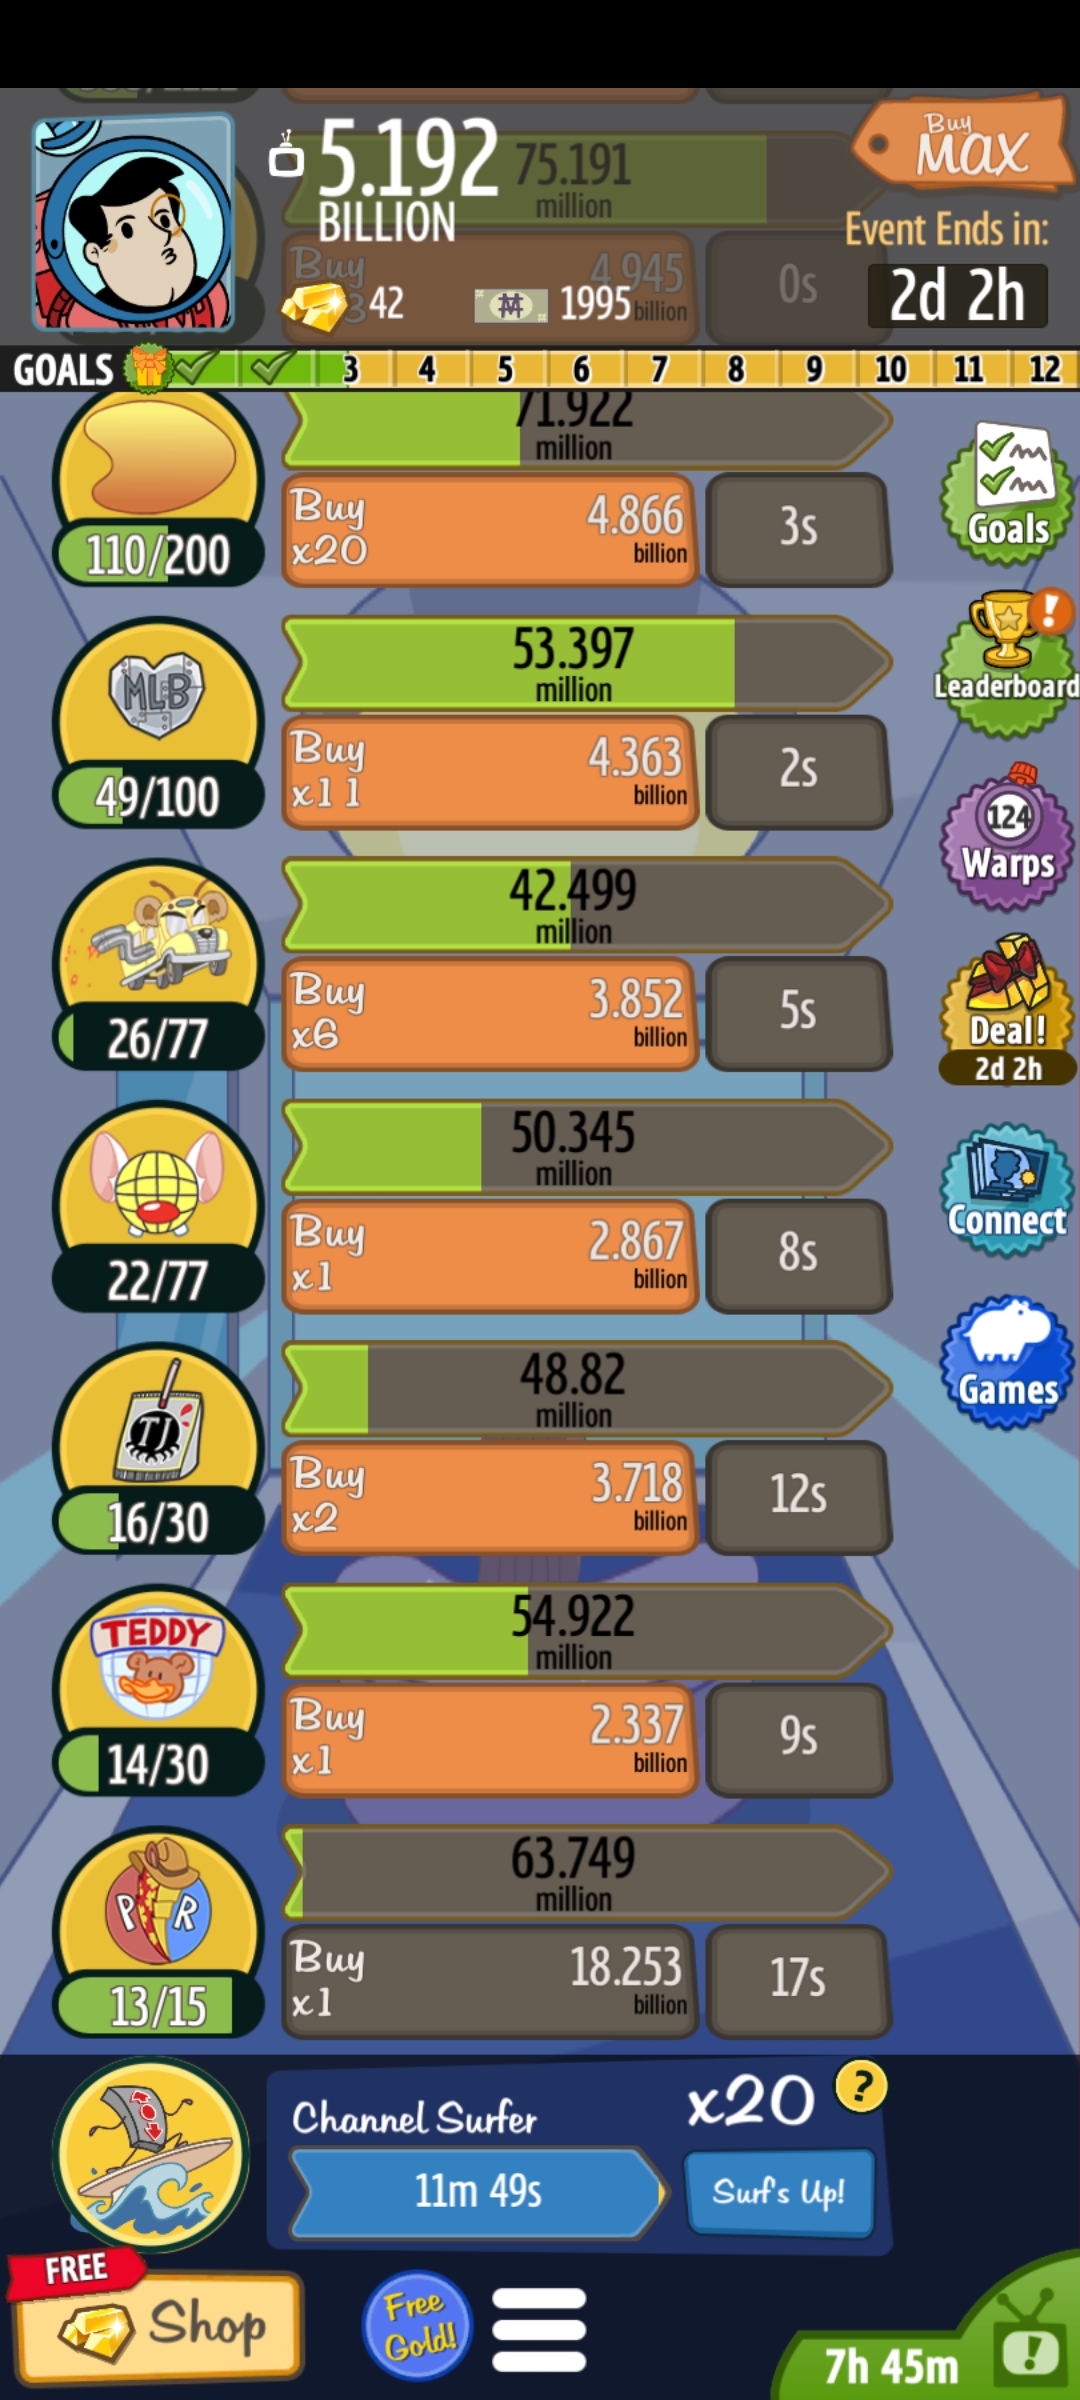 5.192
BILLION
75.191
million
Buy
MAX
Event Ends in:
2d 2h
Buy
4.945
billion
0s
42
1995
GOALS
3 4 5 6 7 8 9 10 11 12
71.922
million
110/200
Buy
x20
4.866
billion
3s
Goals
MLB
53.397
million
49/100
Buy
x11
4.363
billion
2s
Leaderboard
42.499
million
26/77
Buy
x6
3.852
billion
5s
124
Warps
Deal!
2d 2h
50.345
million
22/77
Buy
x1
2.867
billion
8s
Connect
TJ
48.82
million
16/30
Buy
x2
3.718
billion
12s
Games
TEDDY
54.922
million
14/30
Buy
x1
2.337
billion
9s
P R
63.749
million
13/15
Buy
x1
18.253
billion
17s
Channel Surfer
x20
?
11m 49s
Surf's Up!
FREE
Shop
Free
Gold!
7h 45m
!